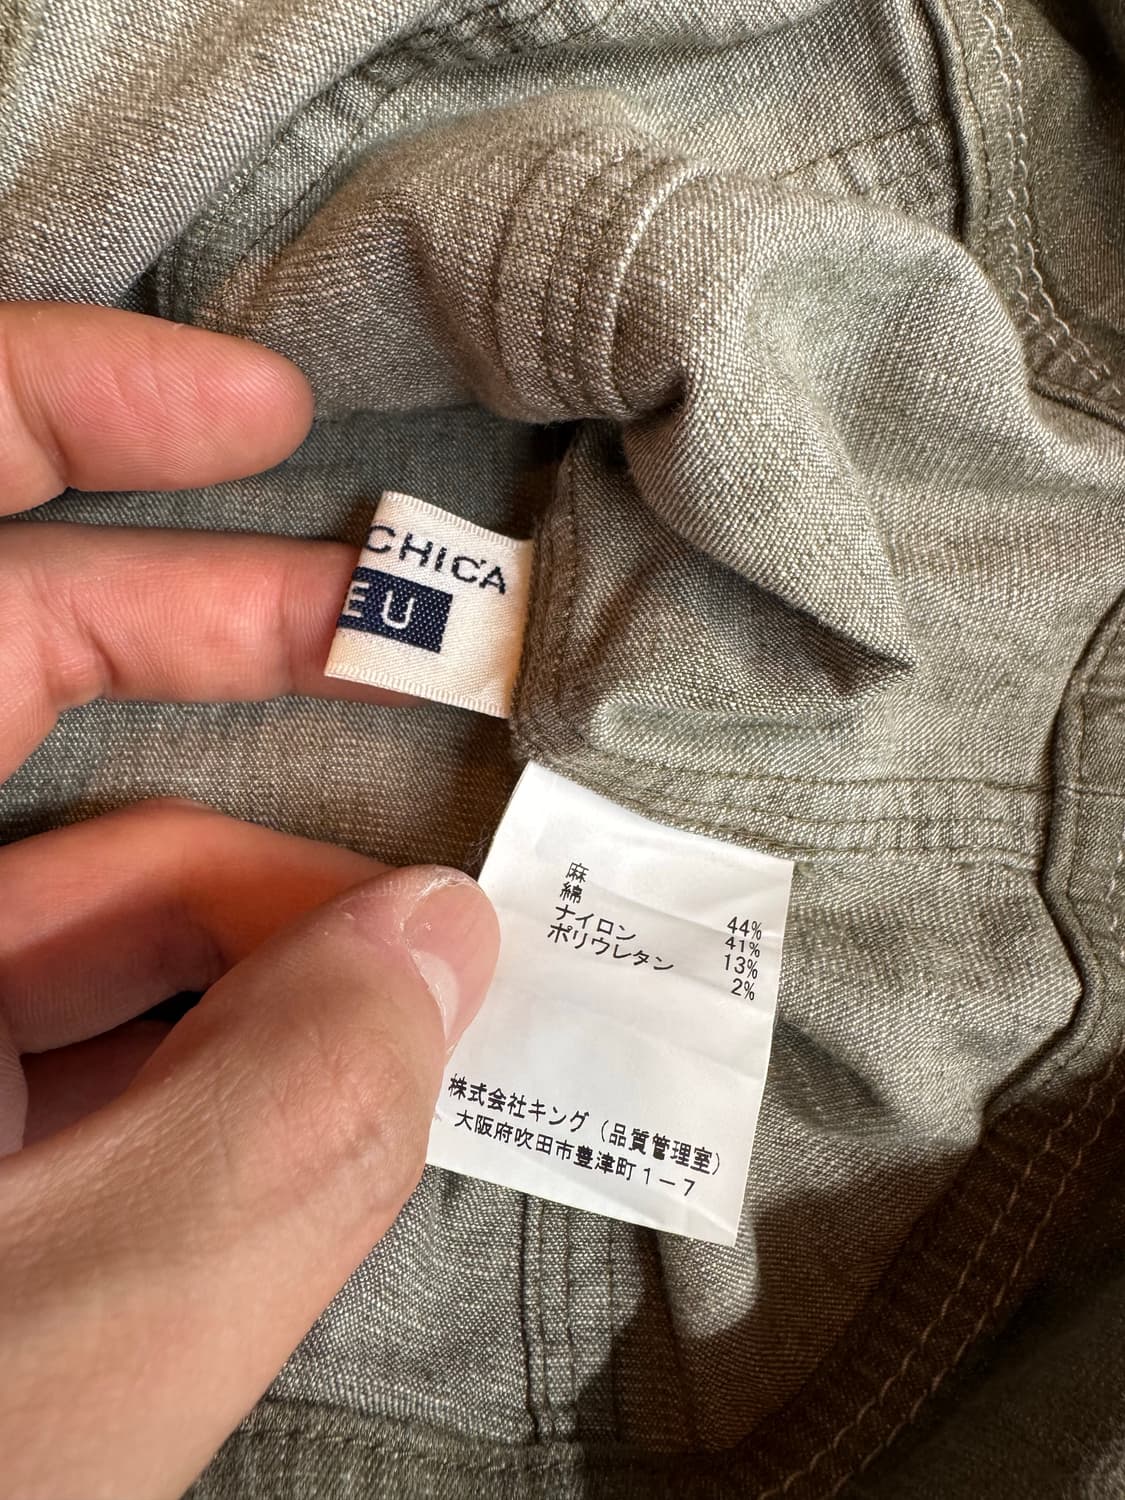 CHICA
EU
麻 44%
綿 41%
ナイロン 13%
ポリウレタン 2%
株式会社キング（品質管理室）
大阪府吹田市豊津町1－7